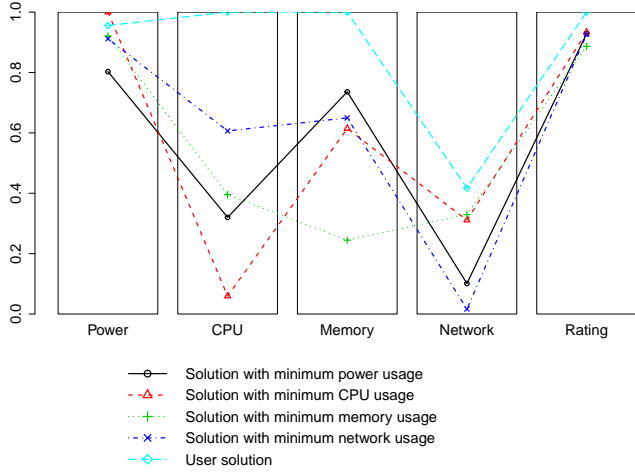 1.0
0.8
0.6
0.4
0.2
0.0
Power CPU Memory Network Rating
Solution with minimum power usage
Solution with minimum CPU usage
Solution with minimum memory usage
Solution with minimum network usage
User solution